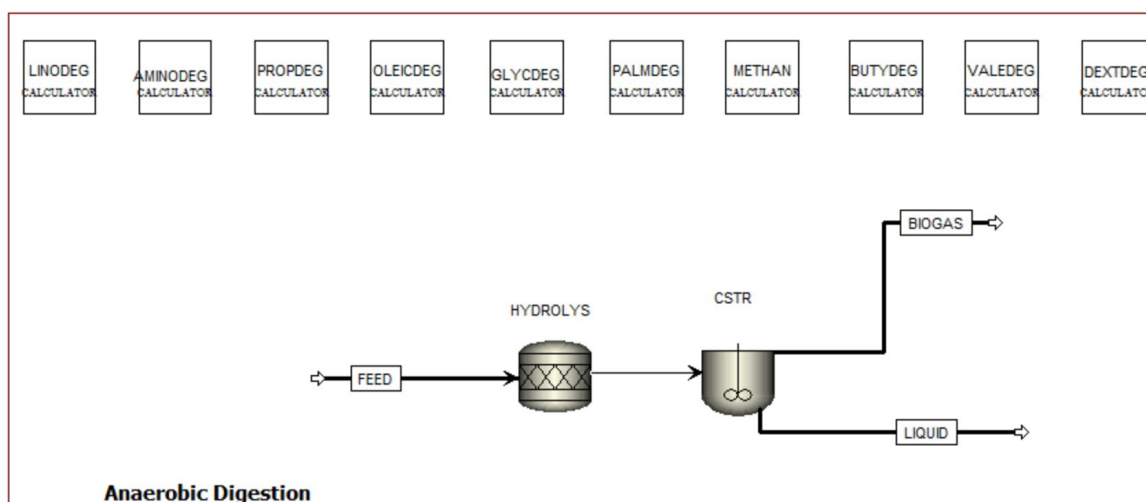 LINODEG
CALCULATOR
AMINODEG
CALCULATOR
PROPDEG
CALCULATOR
OLEICDEG
CALCULATOR
GLYCDEG
CALCULATOR
PALMDEG
CALCULATOR
METHAN
CALCULATOR
BUTYDEG
CALCULATOR
VALEDEG
CALCULATOR
DEXTDEG
CALCULATOR
BIOGAS
CSTR
HYDROLYS
FEED
LIQUID
Anaerobic Digestion